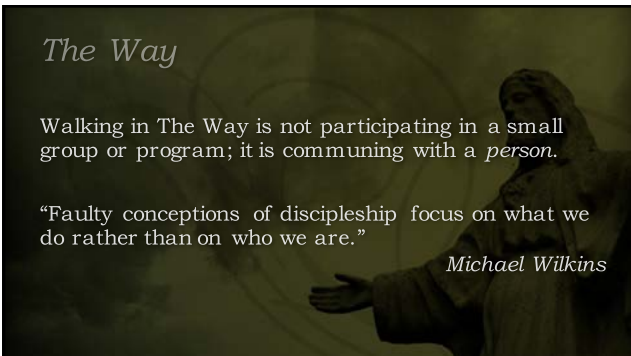 The Way
Walking in The Way is not participating in a small
group or program; it is communing with a person.
“Faulty conceptions of discipleship focus on what we
do rather than on who we are.”
Michael Wilkins